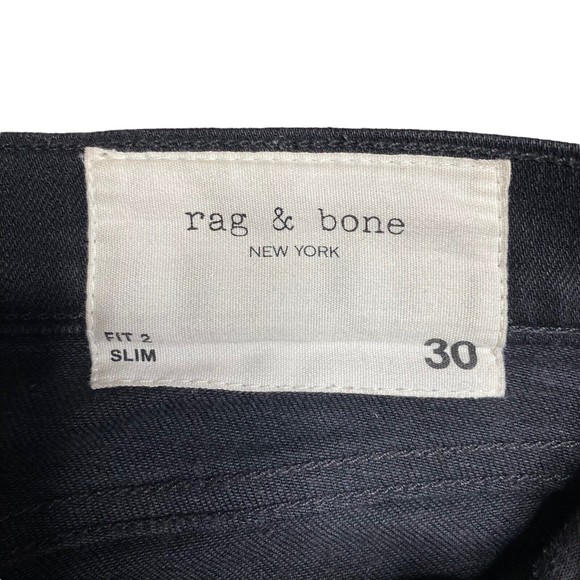 rag & bone
NEW YORK
FIT 2
SLIM
30